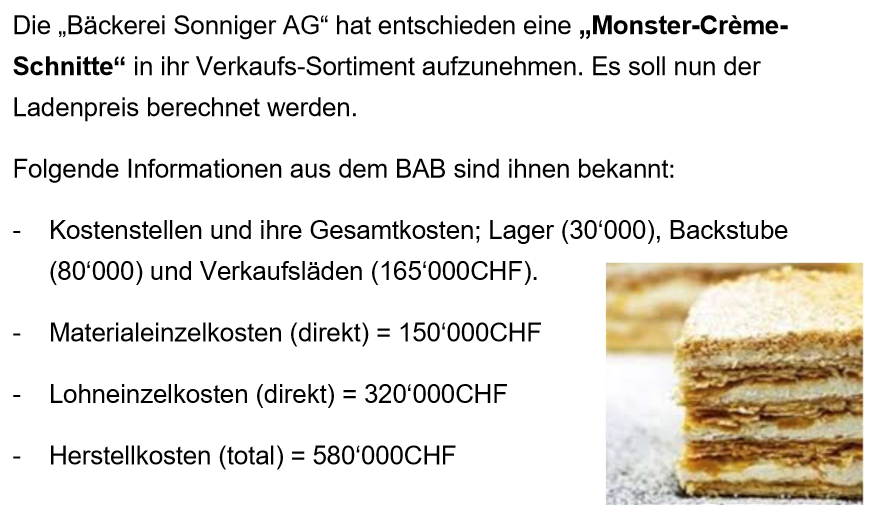 Die „Bäckerei Sonniger AG“ hat entschieden eine „Monster-Crème-
Schnitte“ in ihr Verkaufs-Sortiment aufzunehmen. Es soll nun der
Ladenpreis berechnet werden.
Folgende Informationen aus dem BAB sind ihnen bekannt:
- Kostenstellen und ihre Gesamtkosten; Lager (30‘000), Backstube
(80‘000) und Verkaufsläden (165‘000CHF).
- Materialeinzelkosten (direkt) = 150‘000CHF
- Lohneinzelkosten (direkt) = 320‘000CHF
- Herstellkosten (total) = 580‘000CHF